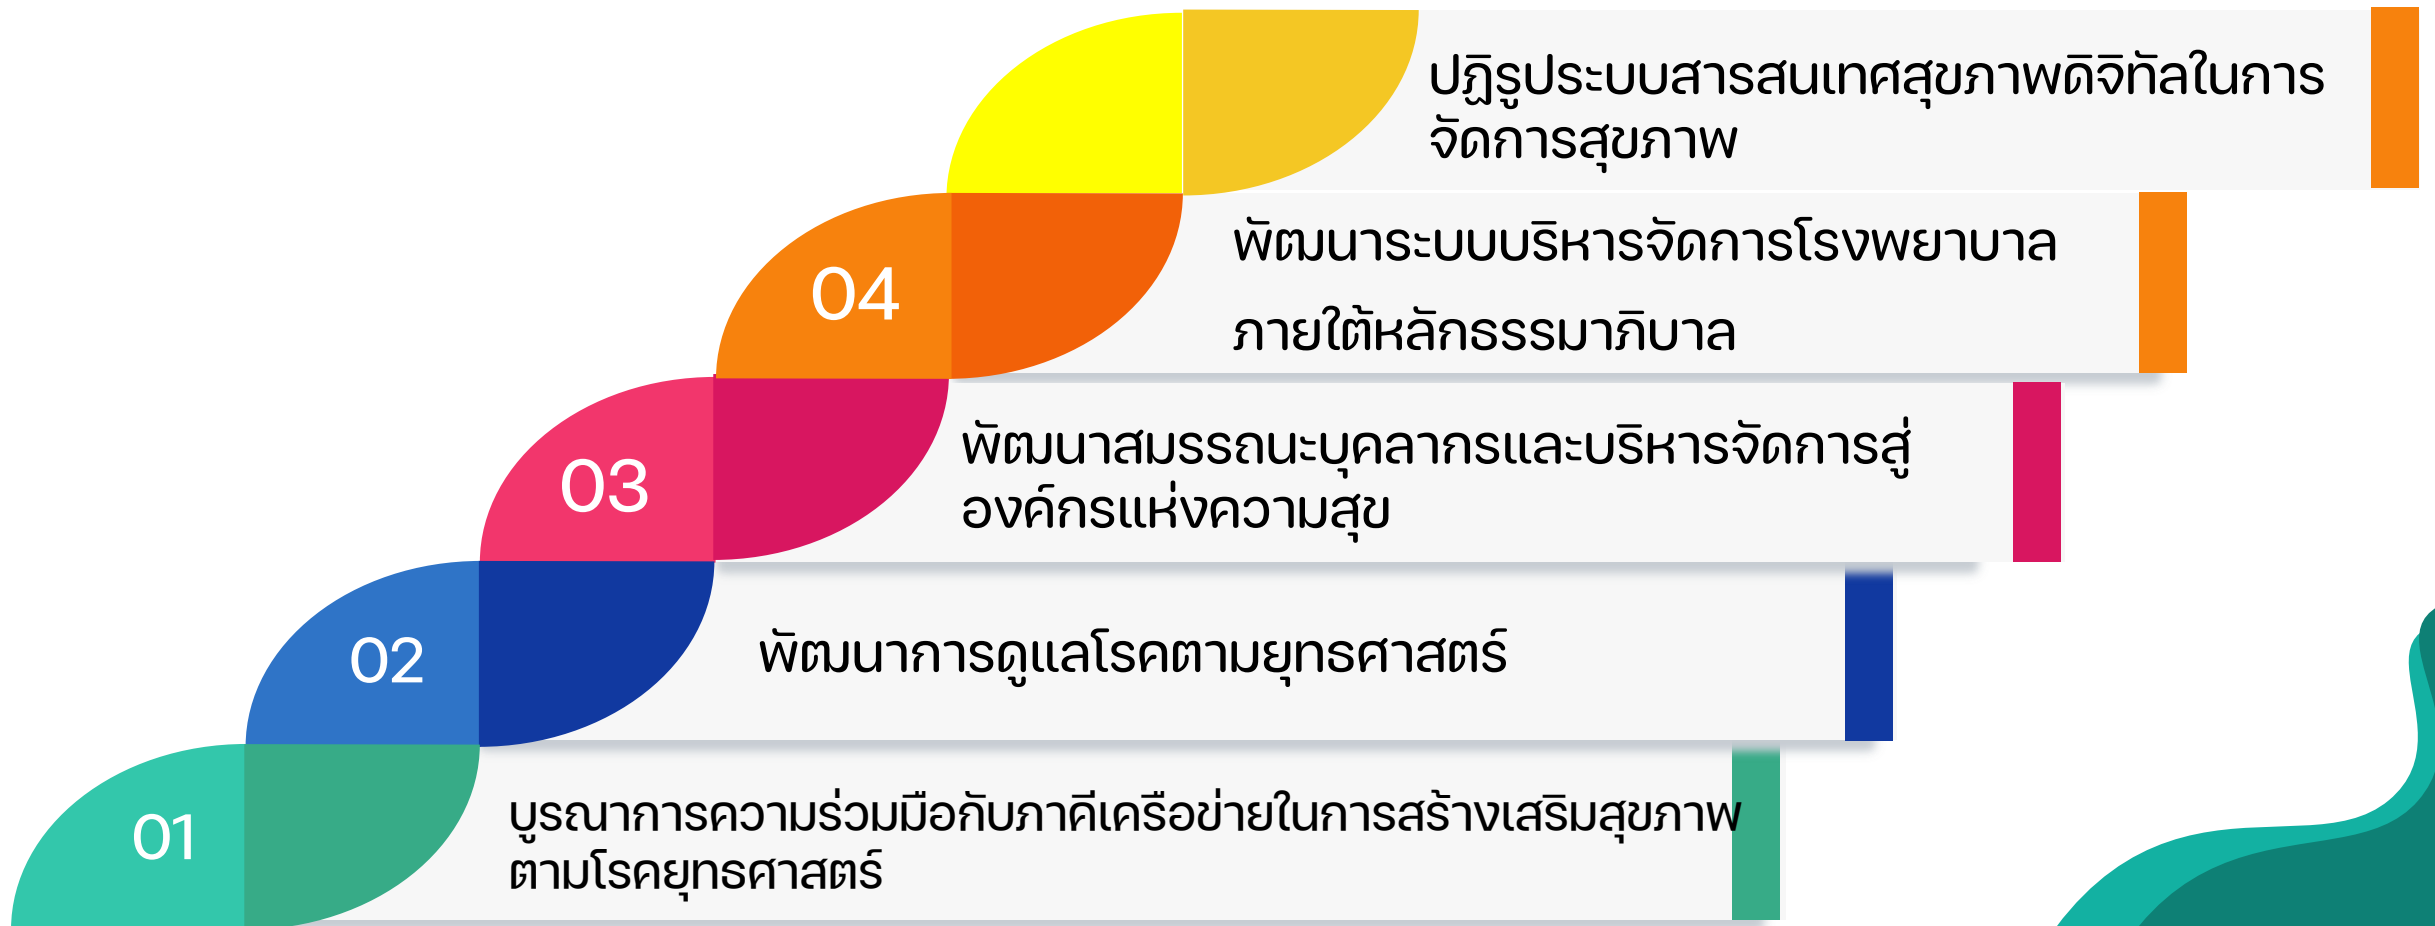 ปฏิรูประบบสารสนเทศสุขภาพดิจิทัลในการ
จัดการสุขภาพ
04
พัฒนาระบบบริหารจัดการโรงพยาบาล
ภายใต้หลักธรรมาภิบาล
03
พัฒนาสมรรถนะบุคลากรและบริหารจัดการสู่
องค์กรแห่งความสุข
02
พัฒนาการดูแลโรคตามยุทธศาสตร์
01
บูรณาการความร่วมมือกับภาคีเครือข่ายในการสร้างเสริมสุขภาพ
ตามโรคยุทธศาสตร์